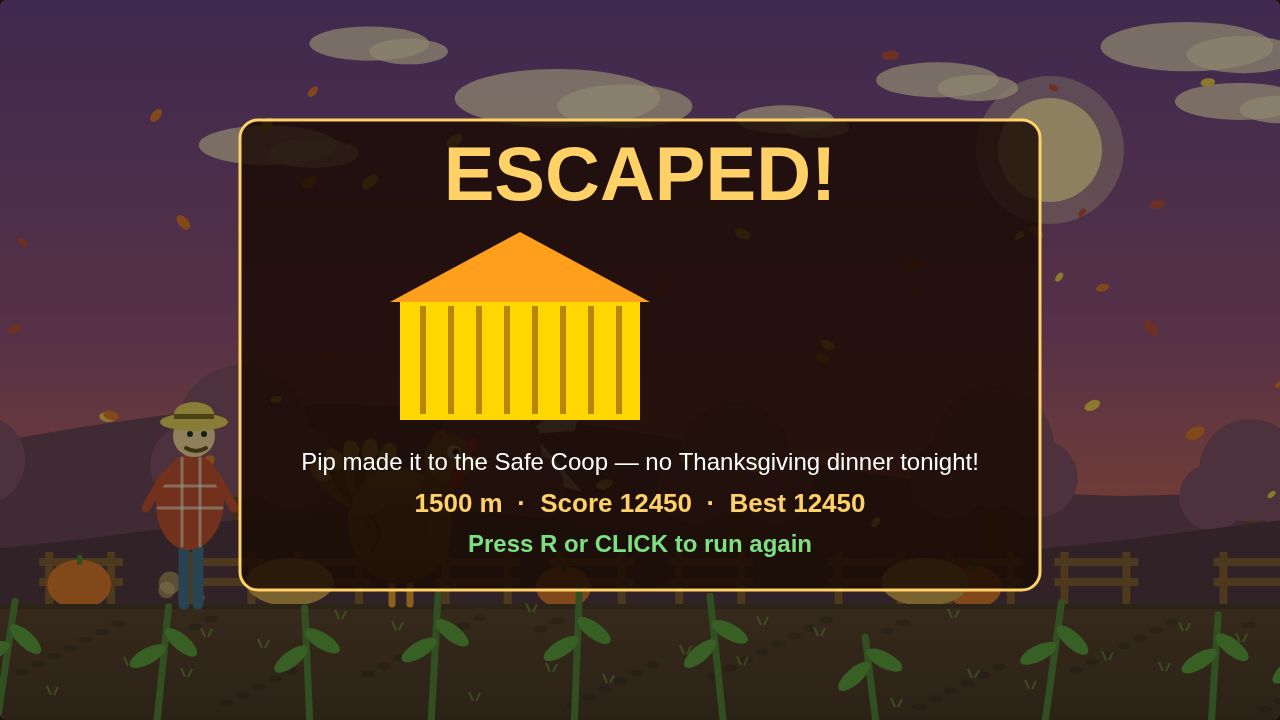 ESCAPED!
Pip made it to the Safe Coop — no Thanksgiving dinner tonight!
1500 m · Score 12450 · Best 12450
Press R or CLICK to run again